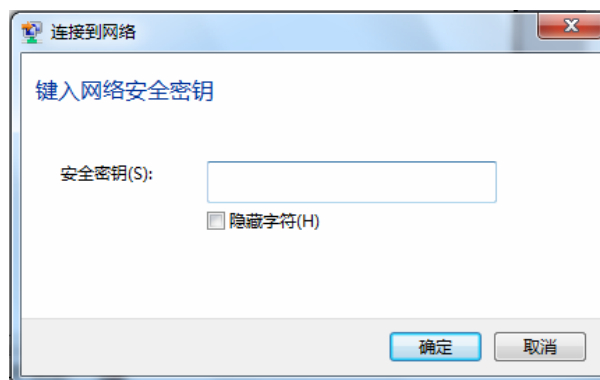 连接到网络
键入网络安全密钥
安全密钥(S):
隐藏字符(H)
确定
取消